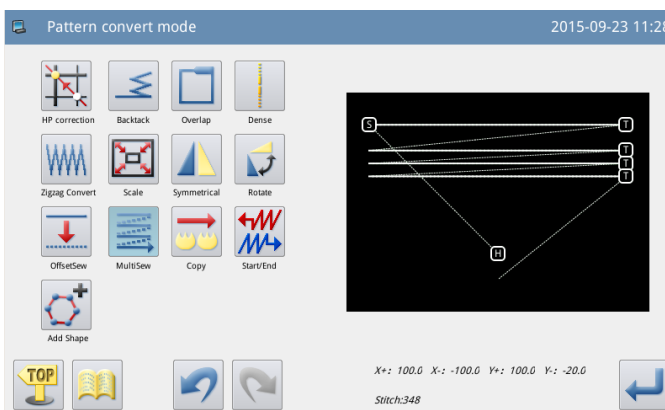 Pattern convert mode 2015-09-23 11:28
HP correction Backtack Overlap Dense
Zigzag Convert Scale Symmetrical Rotate
OffsetSew MultiSew Copy Start/End
Add Shape
S T
T
T
T
H
TOP
X+: 100.0 X-: -100.0 Y+: 100.0 Y-: -20.0
Stitch:348